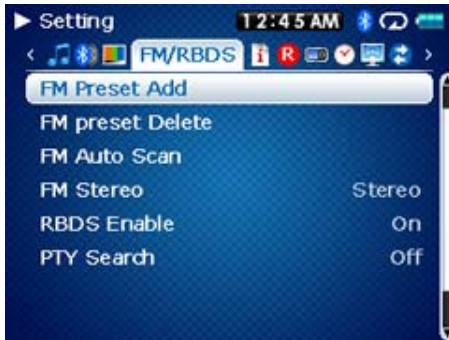 Setting 12:45 AM
FM/RBDS
FM Preset Add
FM preset Delete
FM Auto Scan
FM Stereo Stereo
RBDS Enable On
PTY Search Off